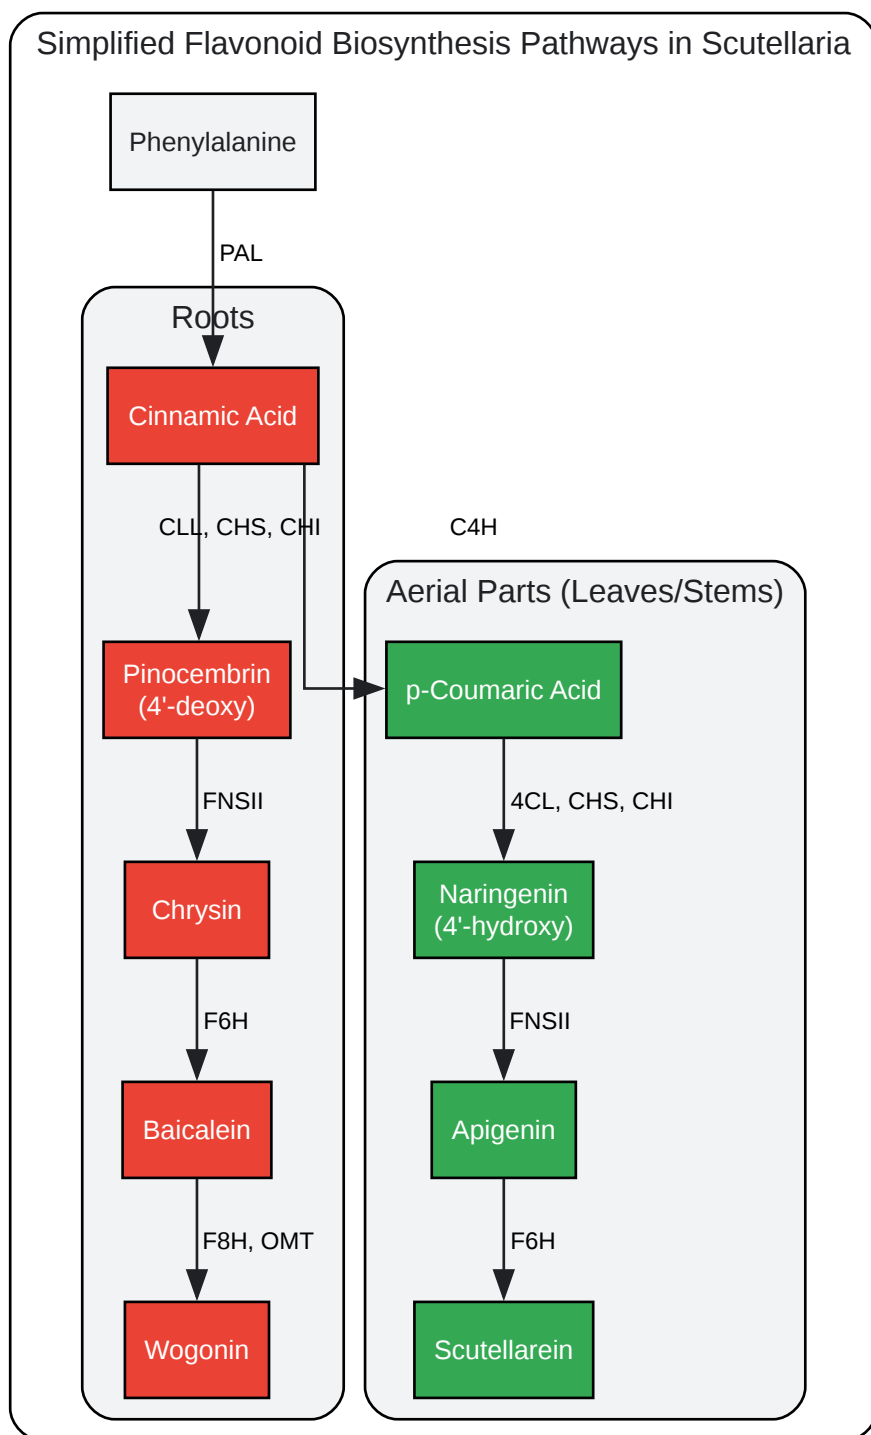 Simplified Flavonoid Biosynthesis Pathways in Scutellaria
Phenylalanine
PAL
Roots
Cinnamic Acid
CLL, CHS, CHI
C4H
Aerial Parts (Leaves/Stems)
Pinocembrin
(4'-deoxy)
p-Coumaric Acid
FNSII
4CL, CHS, CHI
Chrysin
Naringenin
(4'-hydroxy)
F6H
FNSII
Baicalein
Apigenin
F8H, OMT
F6H
Wogonin
Scutellarein